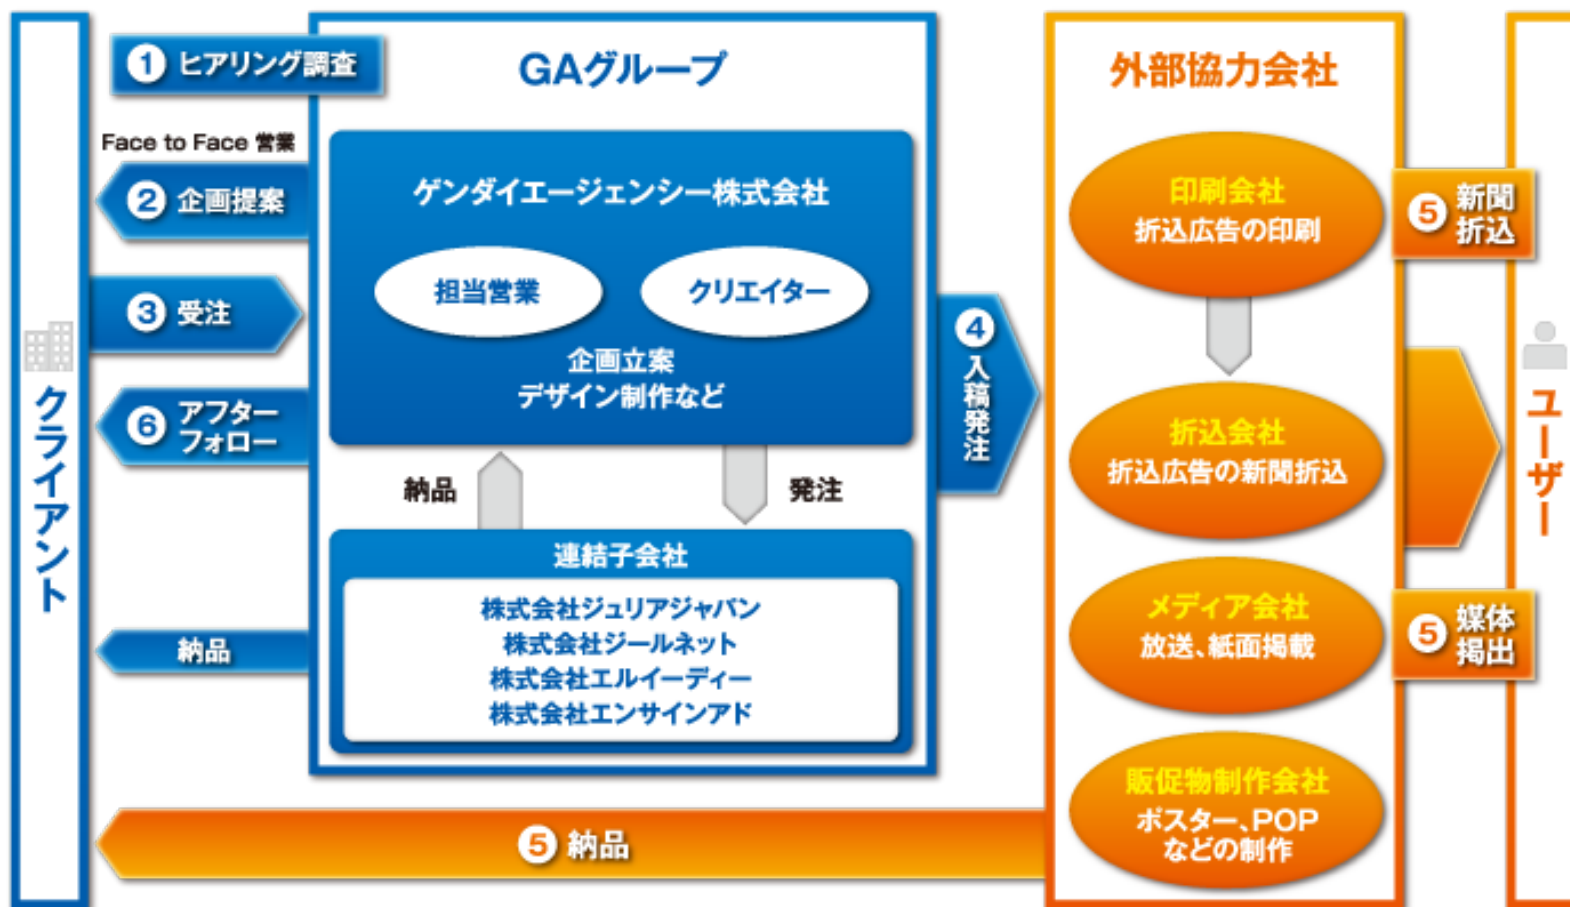 クライアント
1 ヒアリング調査
Face to Face 営業
2 企画提案
3 受注
6 アフター
フォロー
納品
GAグループ
ゲンダイエージェンシー株式会社
担当営業
クリエイター
企画立案
デザイン制作など
納品
発注
連結子会社
株式会社ジュリアジャパン
株式会社ジールネット
株式会社エルイーディー
株式会社エンサインアド
4 入稿発注
外部協力会社
印刷会社
折込広告の印刷
折込会社
折込広告の新聞折込
メディア会社
放送、紙面掲載
販促物制作会社
ポスター、POP
などの制作
5 新聞
折込
5 媒体
掲出
5 納品
ユーザー